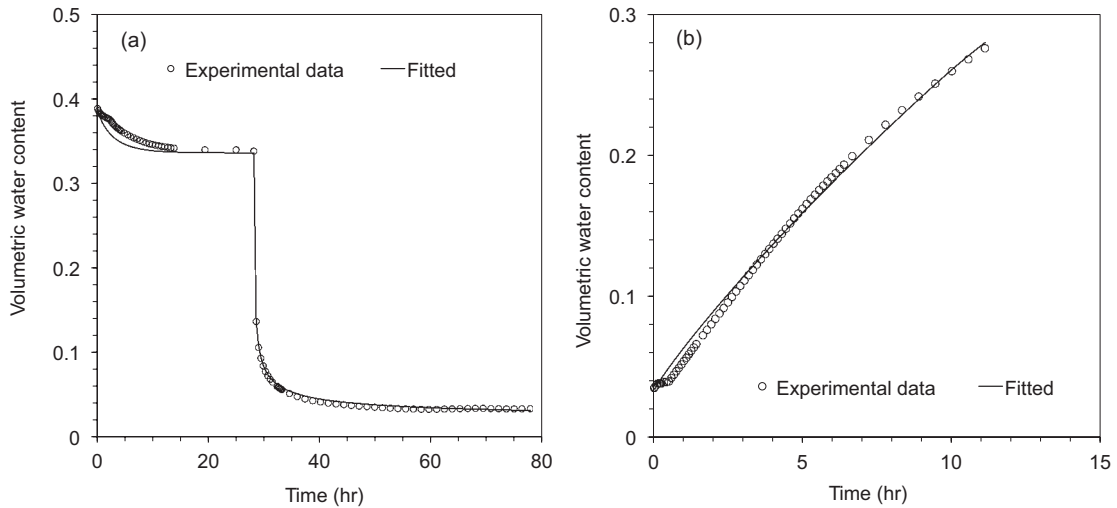 (a)
Experimental data
Fitted
0.5
0.4
0.3
0.2
0.1
0
Volumetric water content
0
20
40
60
80
Time (hr)
(b)
Experimental data
Fitted
0.3
0.2
0.1
0
Volumetric water content
0
5
10
15
Time (hr)